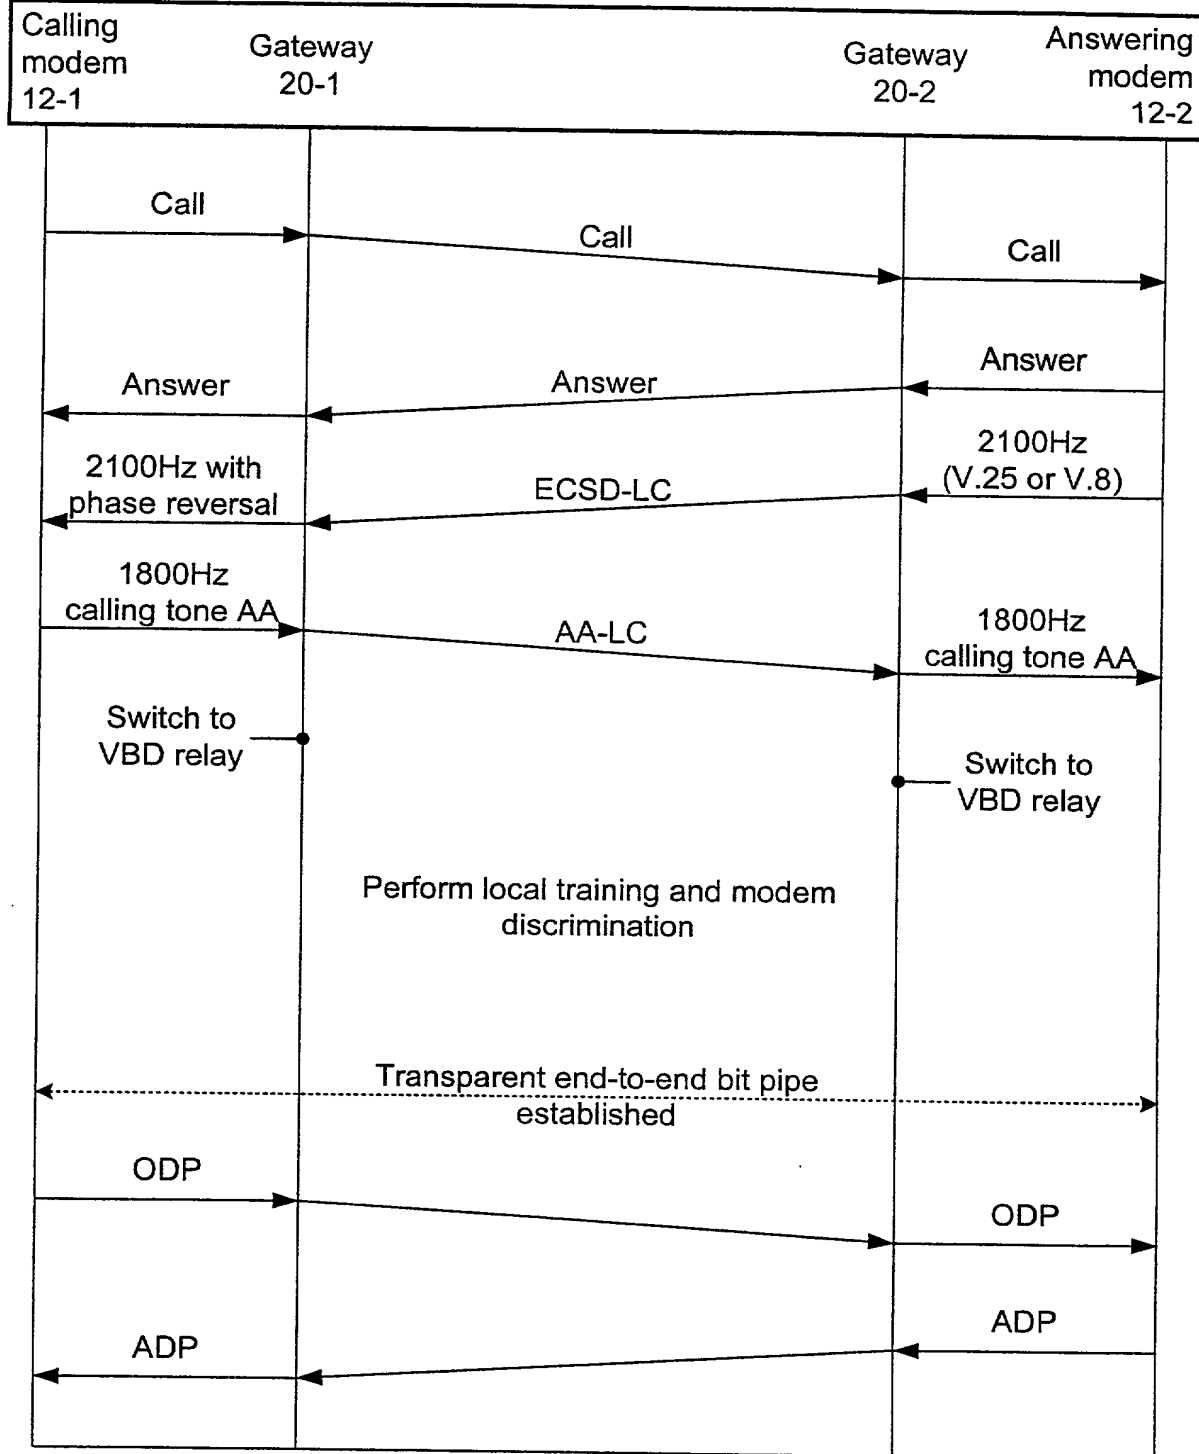 Calling
modem
12-1
Gateway
20-1
Gateway
20-2
Answering
modem
12-2
Call
Call
Call
Answer
Answer
Answer
2100Hz with
phase reversal
ECSD-LC
2100Hz
(V.25 or V.8)
1800Hz
calling tone AA
AA-LC
1800Hz
calling tone AA
Switch to
VBD relay
Switch to
VBD relay
Perform local training and modem
discrimination
Transparent end-to-end bit pipe
established
ODP
ODP
ADP
ADP